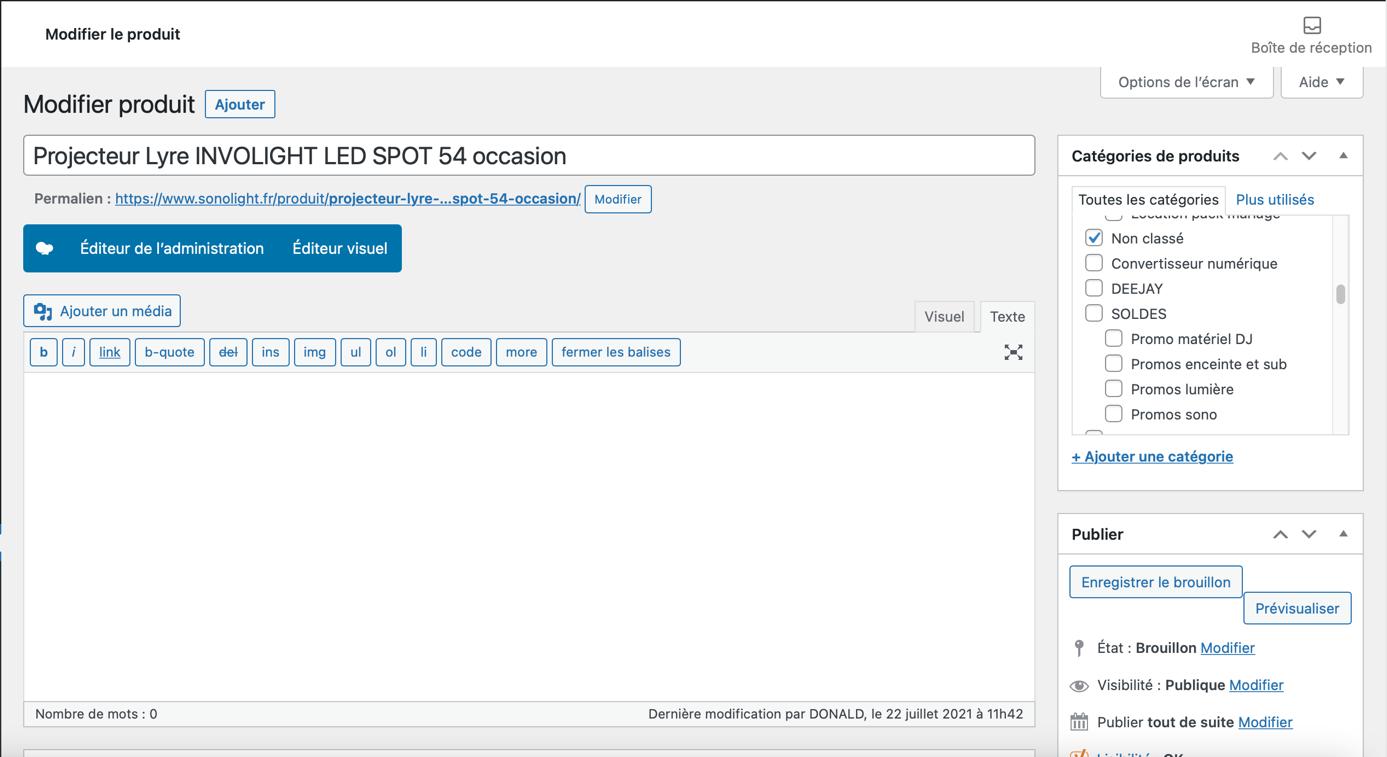 Modifier le produit
Boîte de réception
Options de l'écran
Aide
Modifier produit
Ajouter
Projecteur Lyre INVOLIGHT LED SPOT 54 occasion
Permalien : https://www.sonolight.fr/produit/projecteur-lyre-...spot-54-occasion/ Modifier
Éditeur de l'administration Éditeur visuel
Ajouter un média
Visuel Texte
b i link b-quote del ins img ul ol li code more fermer les balises
Nombre de mots : 0
Dernière modification par DONALD, le 22 juillet 2021 à 11h42
Catégories de produits
Toutes les catégories Plus utilisés
Location pack mariage
Non classé
Convertisseur numérique
DEEJAY
SOLDES
Promo matériel DJ
Promos enceinte et sub
Promos lumière
Promos sono
+ Ajouter une catégorie
Publier
Enregistrer le brouillon
Prévisualiser
État : Brouillon Modifier
Visibilité : Publique Modifier
Publier tout de suite Modifier
Lisibilité : OK